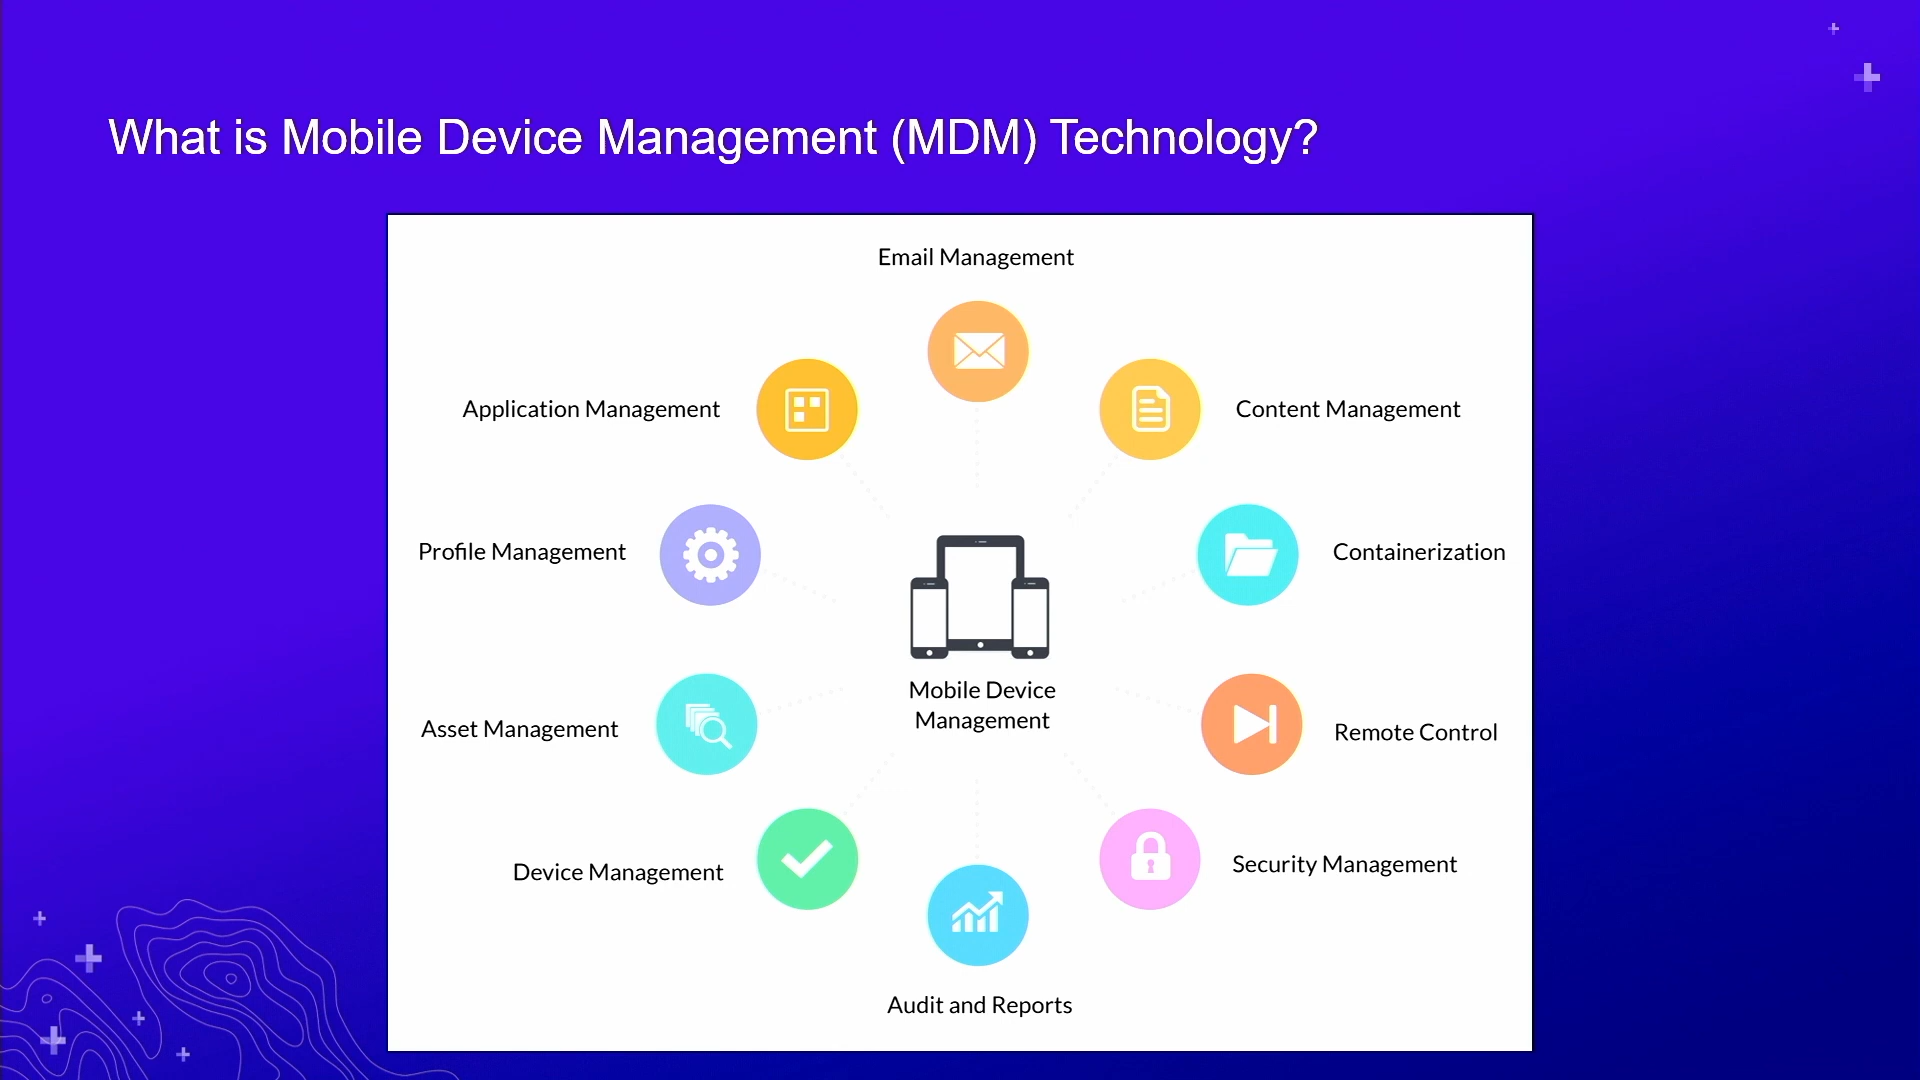 What is Mobile Device Management (MDM) Technology?
Email Management
Application Management
Content Management
Profile Management
Containerization
Mobile Device
Management
Asset Management
Remote Control
Device Management
Security Management
Audit and Reports